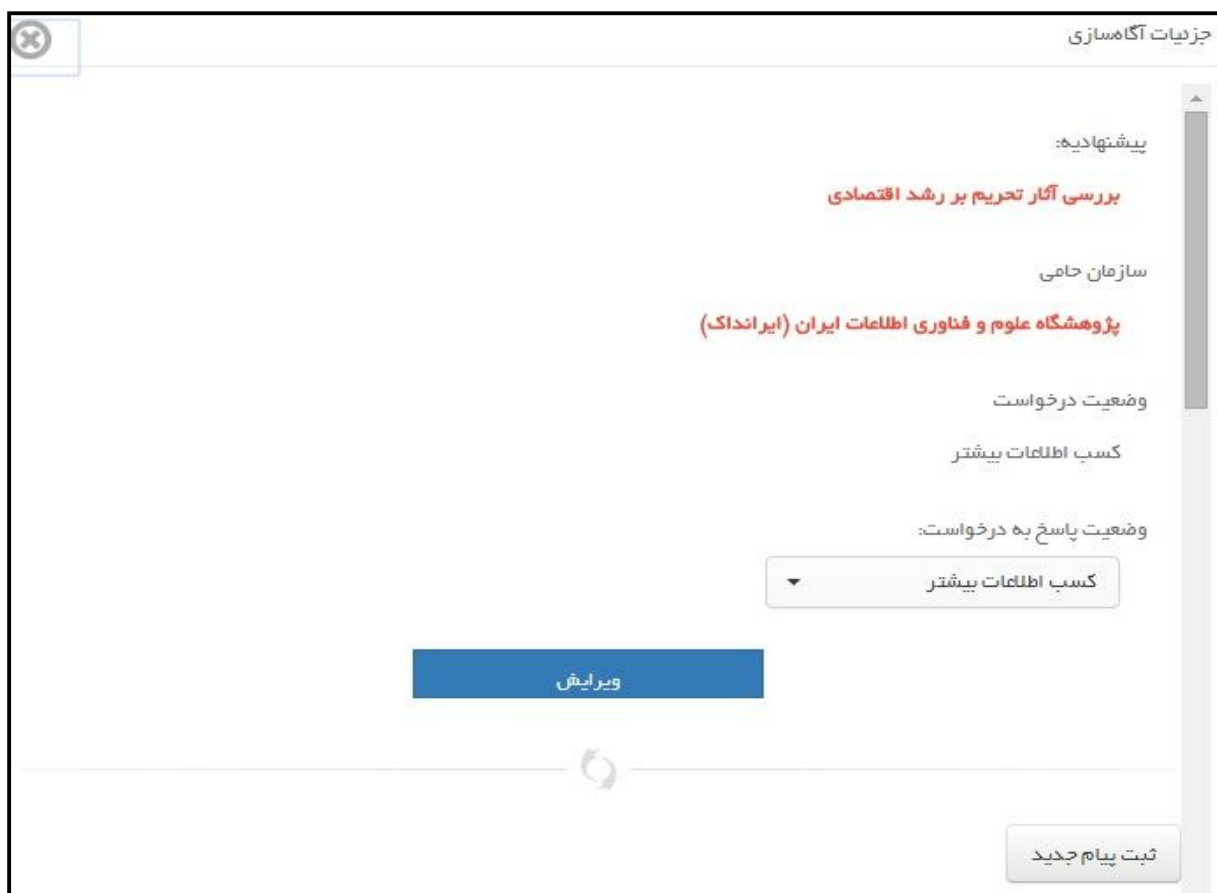 جزئیات آگاه‌سازی
پیشنهادیه:
بررسی آثار تحریم بر رشد اقتصادی
سازمان حامی
پژوهشگاه علوم و فناوری اطلاعات ایران (ایرانداک)
وضعیت درخواست
کسب اطلاعات بیشتر
وضعیت پاسخ به درخواست:
کسب اطلاعات بیشتر
ویرایش
ثبت پیام جدید